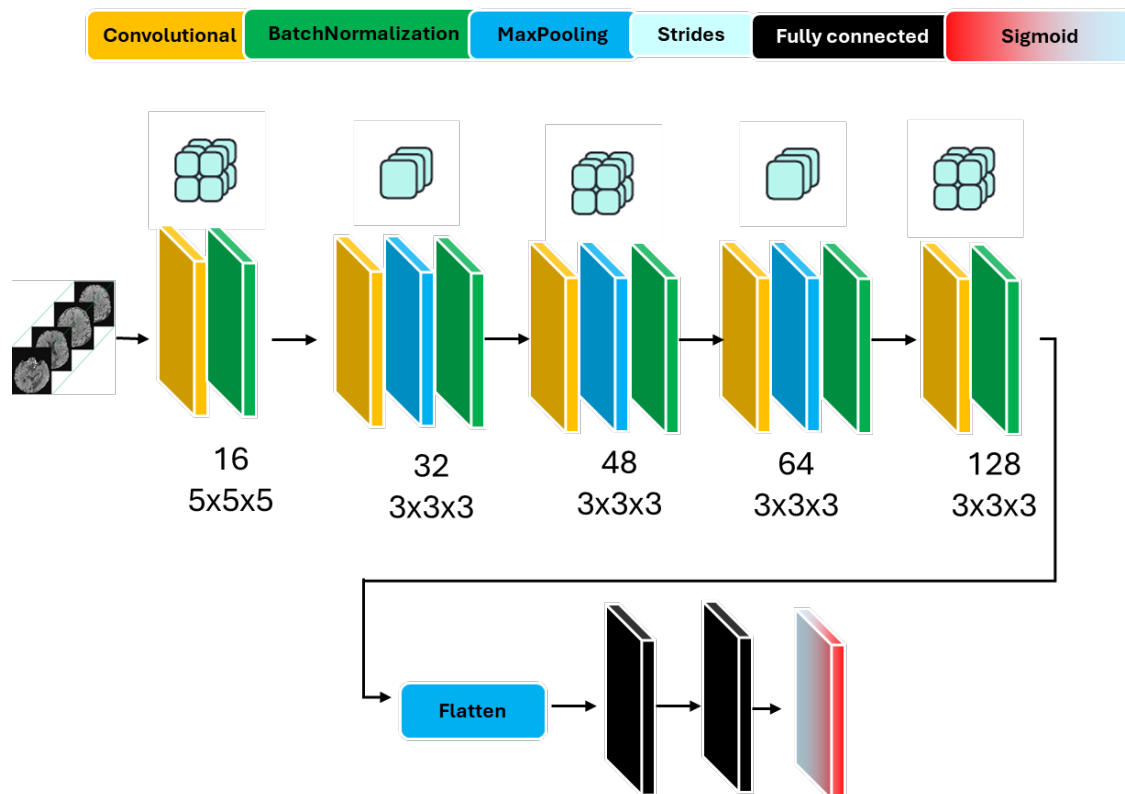 Convolutional BatchNormalization MaxPooling Strides Fully connected Sigmoid
16 32 48 64 128
5x5x5 3x3x3 3x3x3 3x3x3 3x3x3
Flatten